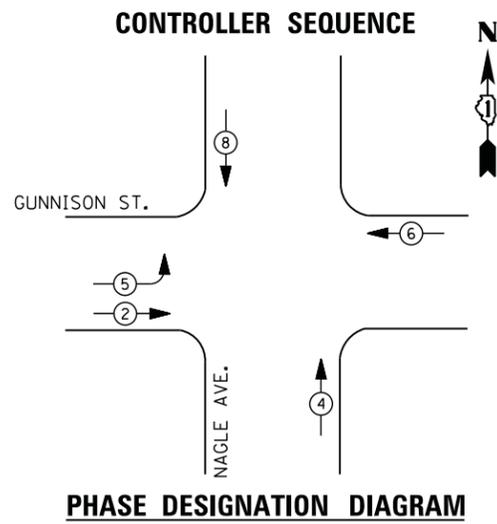 CONTROLLER SEQUENCE
N
1
8
GUNNISON ST.
6
5
2
NAGLE AVE.
4
PHASE DESIGNATION DIAGRAM